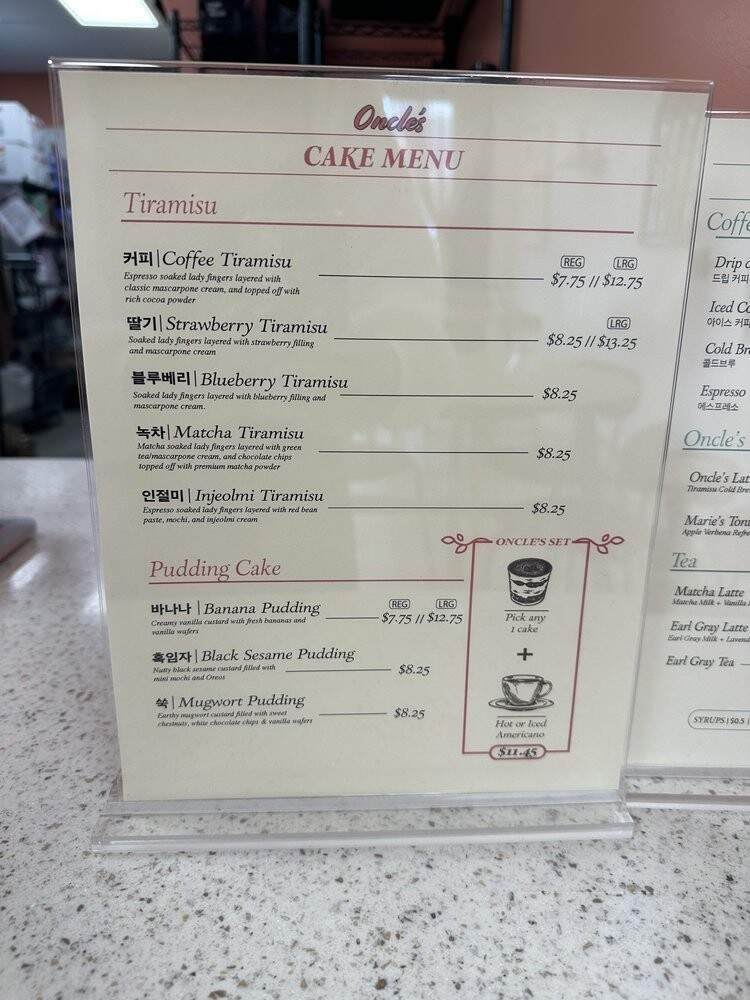 Oncle's
CAKE MENU
Tiramisu
커피 | Coffee Tiramisu
REG LRG
Espresso soaked lady fingers layered with
classic mascarpone cream, and topped off with
rich cocoa powder
$7.75 // $12.75
딸기 | Strawberry Tiramisu
LRG
Soaked lady fingers layered with strawberry filling
and mascarpone cream
$8.25 // $13.25
블루베리 | Blueberry Tiramisu
Soaked lady fingers layered with blueberry filling and
mascarpone cream.
$8.25
녹차 | Matcha Tiramisu
Matcha soaked lady fingers layered with green
tea/mascarpone cream, and chocolate chips
topped off with premium matcha powder
$8.25
인절미 | Injeolmi Tiramisu
Espresso soaked lady fingers layered with red bean
paste, mochi, and injeolmi cream
$8.25
Pudding Cake
바나나 | Banana Pudding
REG LRG
Creamy vanilla custard with fresh bananas and
vanilla wafers
$7.75 // $12.75
흑임자 | Black Sesame Pudding
Nutty black sesame custard filled with
mini mochi and Oreos
$8.25
쑥 | Mugwort Pudding
Earthy mugwort custard filled with sweet
chestnuts, white chocolate chips & vanilla wafers
$8.25
ONCLE'S SET
Pick any
1 cake
+
Hot or Iced
Americano
$11.45
Coffe
Drip
드립 커피
Iced Co
아이스 커피
Cold Br
콜드브루
Espresso
에스프레소
Oncle's
Oncle's Lat
Tiramisu Cold Bre
Marie's Toni
Apple Verbena Refre
Tea
Matcha Latte
Matcha Milk + Vanilla
Earl Gray Latte
Earl Gray Milk + Lavend
Earl Gray Tea
SYRUPS | $0.5 |